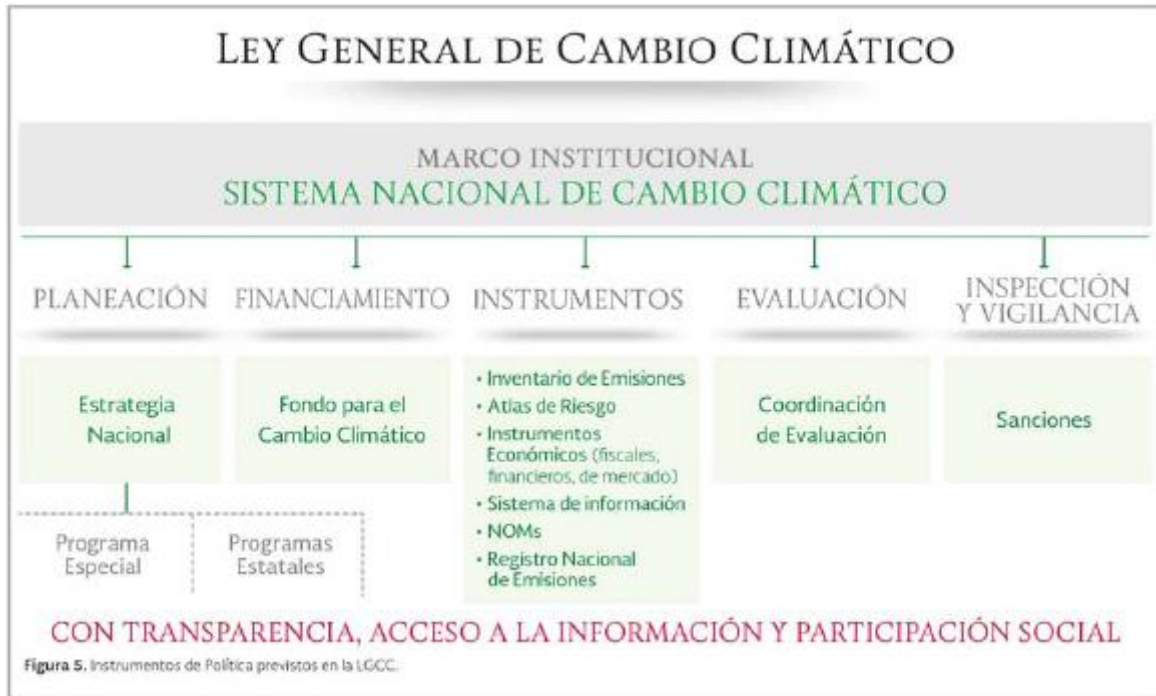 LEY GENERAL DE CAMBIO CLIMÁTICO
MARCO INSTITUCIONAL
SISTEMA NACIONAL DE CAMBIO CLIMÁTICO
PLANEACIÓN
Estrategia
Nacional
Programa
Especial
Programas
Estatales
FINANCIAMIENTO
Fondo para el
Cambio Climático
INSTRUMENTOS
• Inventario de Emisiones
• Atlas de Riesgo
• Instrumentos
Económicos (fiscales,
financieros, de mercado)
• Sistema de información
• NOMs
• Registro Nacional
de Emisiones
EVALUACIÓN
Coordinación
de Evaluación
INSPECCIÓN
Y VIGILANCIA
Sanciones
CON TRANSPARENCIA, ACCESO A LA INFORMACIÓN Y PARTICIPACIÓN SOCIAL
Figura 5. Instrumentos de Política previstos en la LGCC.